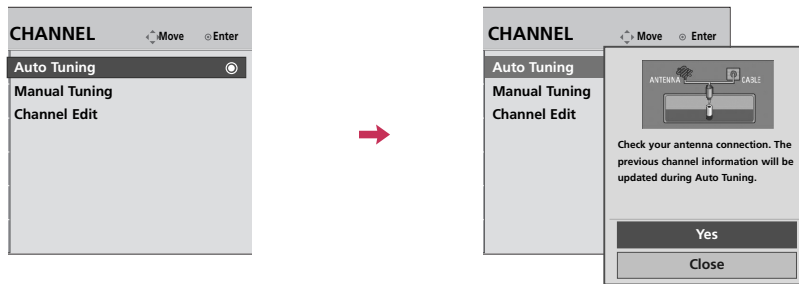 CHANNEL Move Enter
Auto Tuning
Manual Tuning
Channel Edit
CHANNEL Move Enter
Auto Tuning
Manual Tuning
Channel Edit
ANTENNA CABLE
Check your antenna connection. The
previous channel information will be
updated during Auto Tuning.
Yes
Close